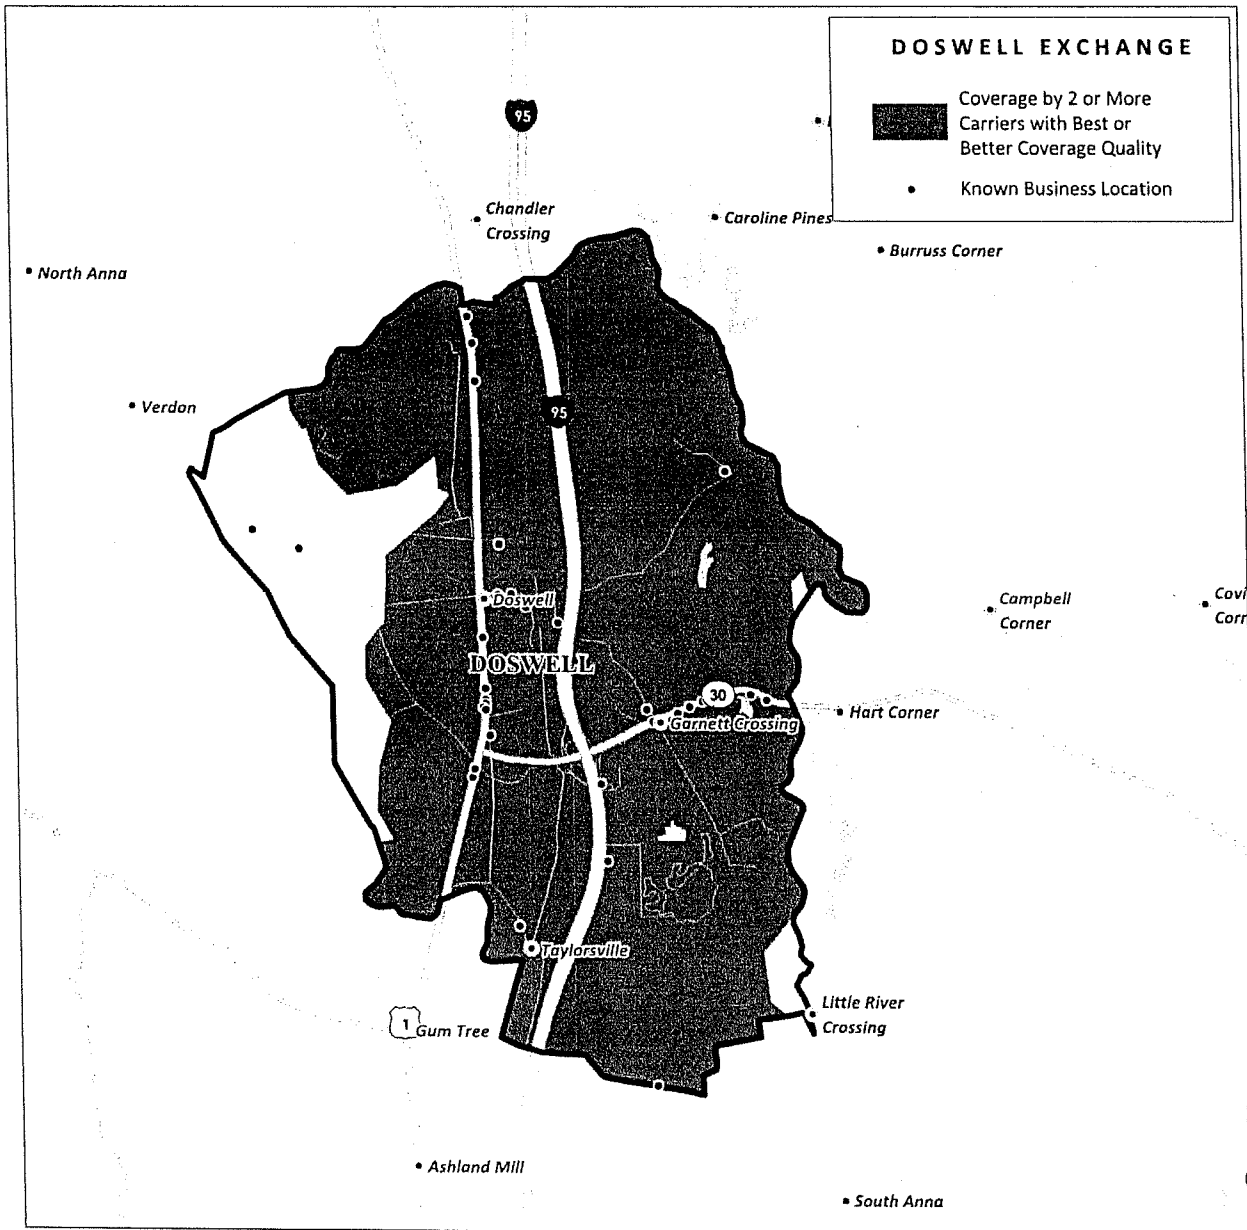 DOSWELL EXCHANGE
Coverage by 2 or More
Carriers with Best or
Better Coverage Quality
Known Business Location
95
Chandler
Crossing
Caroline Pines
Burruss Corner
North Anna
Verdon
95
Doswell
Campbell
Corner
DOSWELL
30
Garnett Crossing
Hart Corner
Taylorsville
Little River
Crossing
1
Gum Tree
Ashland Mill
South Anna